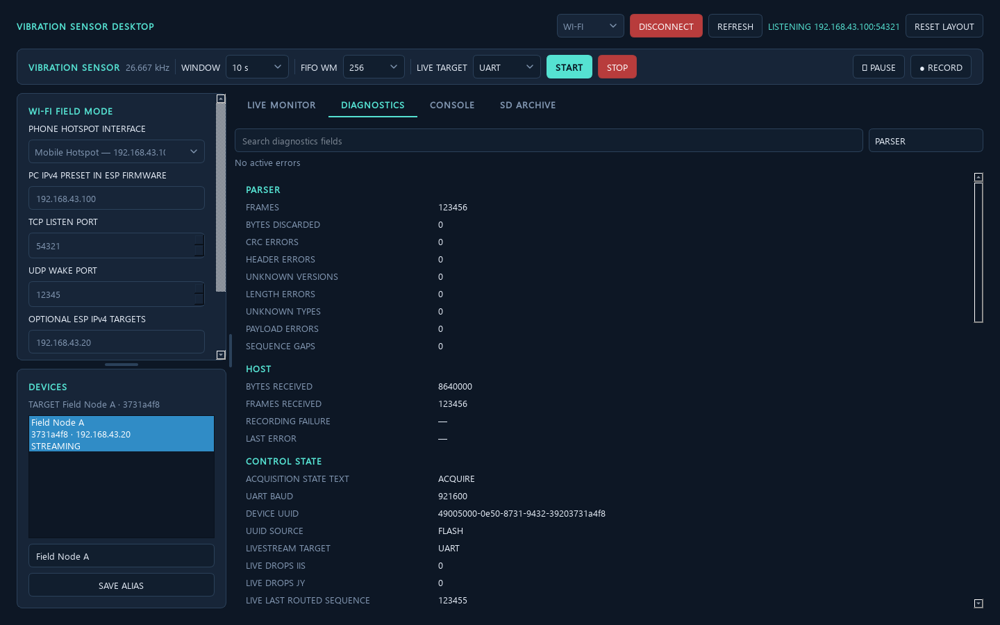 VIBRATION SENSOR DESKTOP
WI-FI
DISCONNECT
REFRESH
LISTENING 192.168.43.100:54321
RESET LAYOUT
VIBRATION SENSOR 26.667 kHz
WINDOW 10 s
FIFO WM 256
LIVE TARGET UART
START
STOP
PAUSE
● RECORD
WI-FI FIELD MODE
PHONE HOTSPOT INTERFACE
Mobile Hotspot — 192.168.43.10
PC IPv4 PRESET IN ESP FIRMWARE
192.168.43.100
TCP LISTEN PORT
54321
UDP WAKE PORT
12345
OPTIONAL ESP IPv4 TARGETS
192.168.43.20
DEVICES
TARGET Field Node A · 3731a4f8
Field Node A
3731a4f8 · 192.168.43.20
STREAMING
Field Node A
SAVE ALIAS
LIVE MONITOR
DIAGNOSTICS
CONSOLE
SD ARCHIVE
Search diagnostics fields
PARSER
No active errors
PARSER
FRAMES 123456
BYTES DISCARDED 0
CRC ERRORS 0
HEADER ERRORS 0
UNKNOWN VERSIONS 0
LENGTH ERRORS 0
UNKNOWN TYPES 0
PAYLOAD ERRORS 0
SEQUENCE GAPS 0
HOST
BYTES RECEIVED 8640000
FRAMES RECEIVED 123456
RECORDING FAILURE —
LAST ERROR —
CONTROL STATE
ACQUISITION STATE TEXT ACQUIRE
UART BAUD 921600
DEVICE UUID 49005000-0e50-8731-9432-39203731a4f8
UUID SOURCE FLASH
LIVESTREAM TARGET UART
LIVE DROPS IIS 0
LIVE DROPS JY 0
LIVE LAST ROUTED SEQUENCE 123455